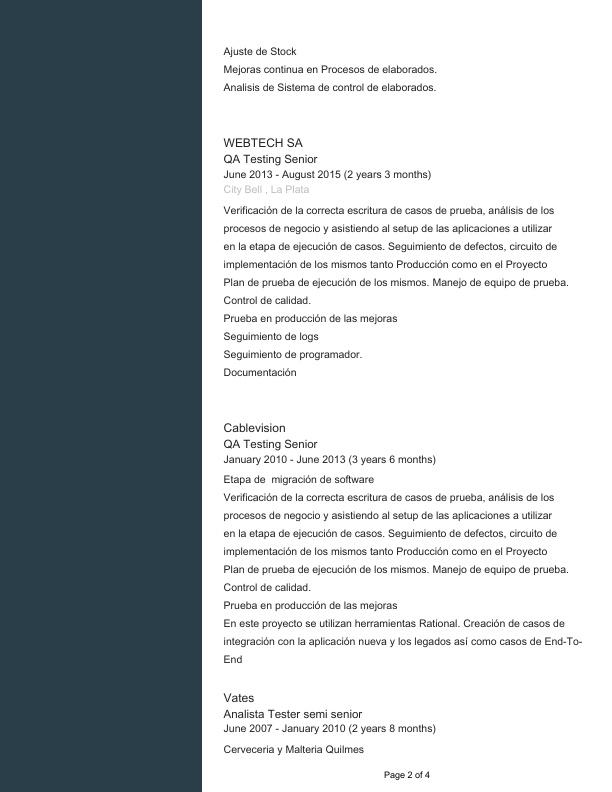 Ajuste de Stock
Mejoras continua en Procesos de elaborados.
Analisis de Sistema de control de elaborados.
WEBTECH SA
QA Testing Senior
June 2013 - August 2015 (2 years 3 months)
City Bell , La Plata
Verificación de la correcta escritura de casos de prueba, análisis de los
procesos de negocio y asistiendo al setup de las aplicaciones a utilizar
en la etapa de ejecución de casos. Seguimiento de defectos, circuito de
implementación de los mismos tanto Producción como en el Proyecto
Plan de prueba de ejecución de los mismos. Manejo de equipo de prueba.
Control de calidad.
Prueba en producción de las mejoras
Seguimiento de logs
Seguimiento de programador.
Documentación
Cablevision
QA Testing Senior
January 2010 - June 2013 (3 years 6 months)
Etapa de  migración de software
Verificación de la correcta escritura de casos de prueba, análisis de los
procesos de negocio y asistiendo al setup de las aplicaciones a utilizar
en la etapa de ejecución de casos. Seguimiento de defectos, circuito de
implementación de los mismos tanto Producción como en el Proyecto
Plan de prueba de ejecución de los mismos. Manejo de equipo de prueba.
Control de calidad.
Prueba en producción de las mejoras
En este proyecto se utilizan herramientas Rational. Creación de casos de
integración con la aplicación nueva y los legados así como casos de End-To-
End
Vates
Analista Tester semi senior
June 2007 - January 2010 (2 years 8 months)
Cerveceria y Malteria Quilmes
Page 2 of 4